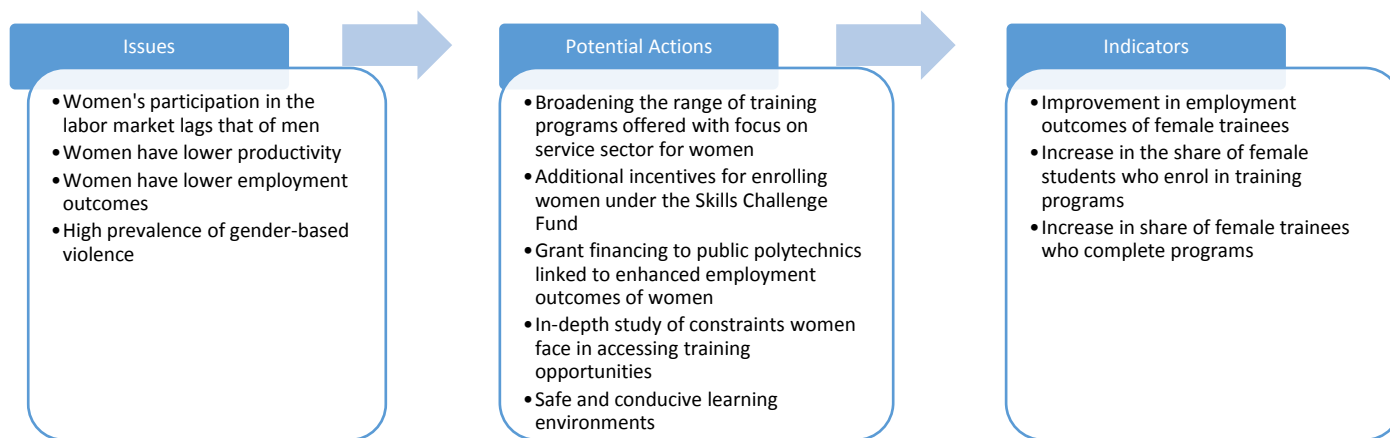 Issues
•Women's participation in the
labor market lags that of men
•Women have lower productivity
•Women have lower employment
outcomes
•High prevalence of gender-based
violence
Potential Actions
•Broadening the range of training
programs offered with focus on
service sector for women
•Additional incentives for enrolling
women under the Skills Challenge
Fund
•Grant financing to public polytechnics
linked to enhanced employment
outcomes of women
•In-depth study of constraints women
face in accessing training
opportunities
•Safe and conducive learning
environments
Indicators
•Improvement in employment
outcomes of female trainees
•Increase in the share of female
students who enrol in training
programs
•Increase in share of female trainees
who complete programs